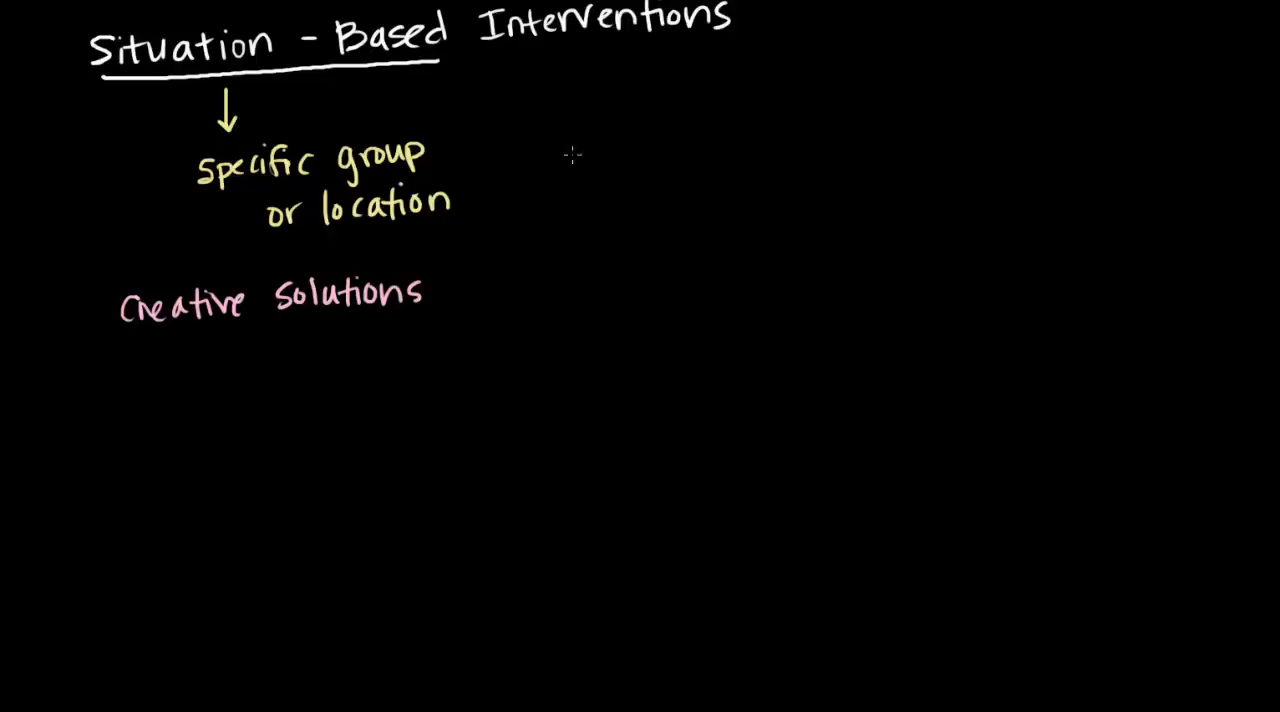 Situation - Based Interventions
specific group
or location
creative solutions